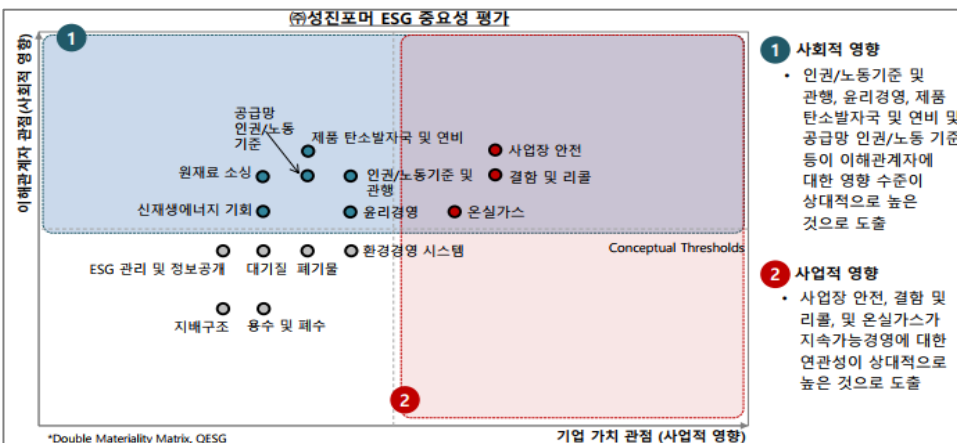 ㈜성진포머 ESG 중요성 평가
이해관계자 관점(사회적 영향)
1
공급망
인권/노동
기준
제품 탄소발자국 및 연비
사업장 안전
원재료 소싱
인권/노동기준 및
관행
결함 및 리콜
신재생에너지 기회
윤리경영
온실가스
Conceptual Thresholds
환경경영 시스템
ESG 관리 및 정보공개
대기질
폐기물
지배구조
용수 및 폐수
2
*Double Materiality Matrix, QESG
기업 가치 관점 (사업적 영향)
1 사회적 영향
• 인권/노동기준 및
관행, 윤리경영, 제품
탄소발자국 및 연비 및
공급망 인권/노동 기준
등이 이해관계자에
대한 영향 수준이
상대적으로 높은
것으로 도출
2 사업적 영향
• 사업장 안전, 결함 및
리콜, 및 온실가스가
지속가능경영에 대한
연관성이 상대적으로
높은 것으로 도출